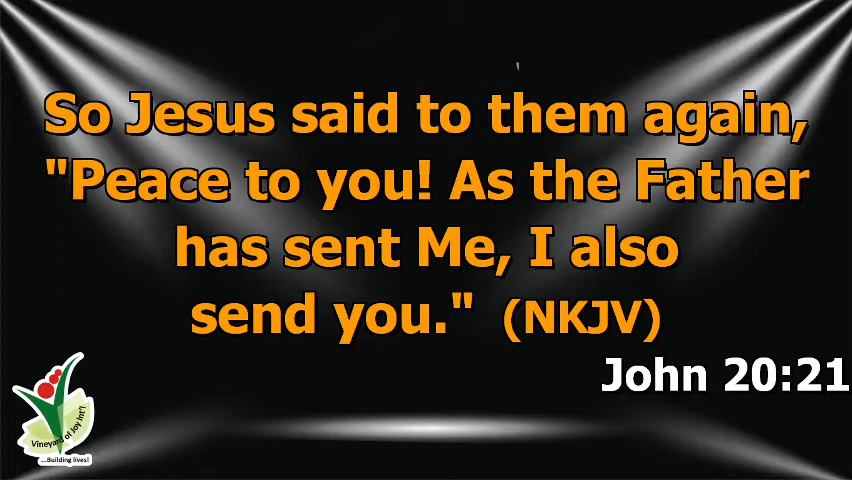 So Jesus said to them again,
"Peace to you! As the Father
has sent Me, I also
send you." (NKJV)
John 20:21
Vineyard of Joy Int'l
...Building lives!